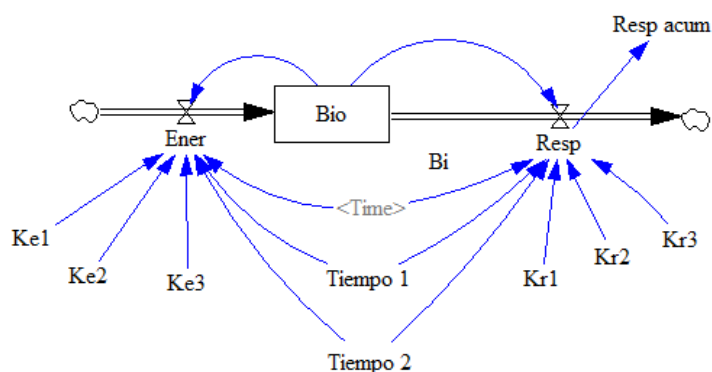 Resp acum
Bio
Ener
Resp
Bi
<Time>
Ke1
Ke2
Ke3
Tiempo 1
Kr1
Kr2
Kr3
Tiempo 2